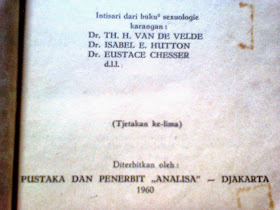 Intisari dari buku² sexuologie
karangan :
Dr. TH. H. VAN DE VELDE
Dr. ISABEL E. HUTTON
Dr. EUSTACE CHESSER
d.l.l.
(Tjetakan ke-lima)
Diterbitkan oleh :
PUSTAKA DAN PENERBIT „ANALISA" — DJAKARTA
1960